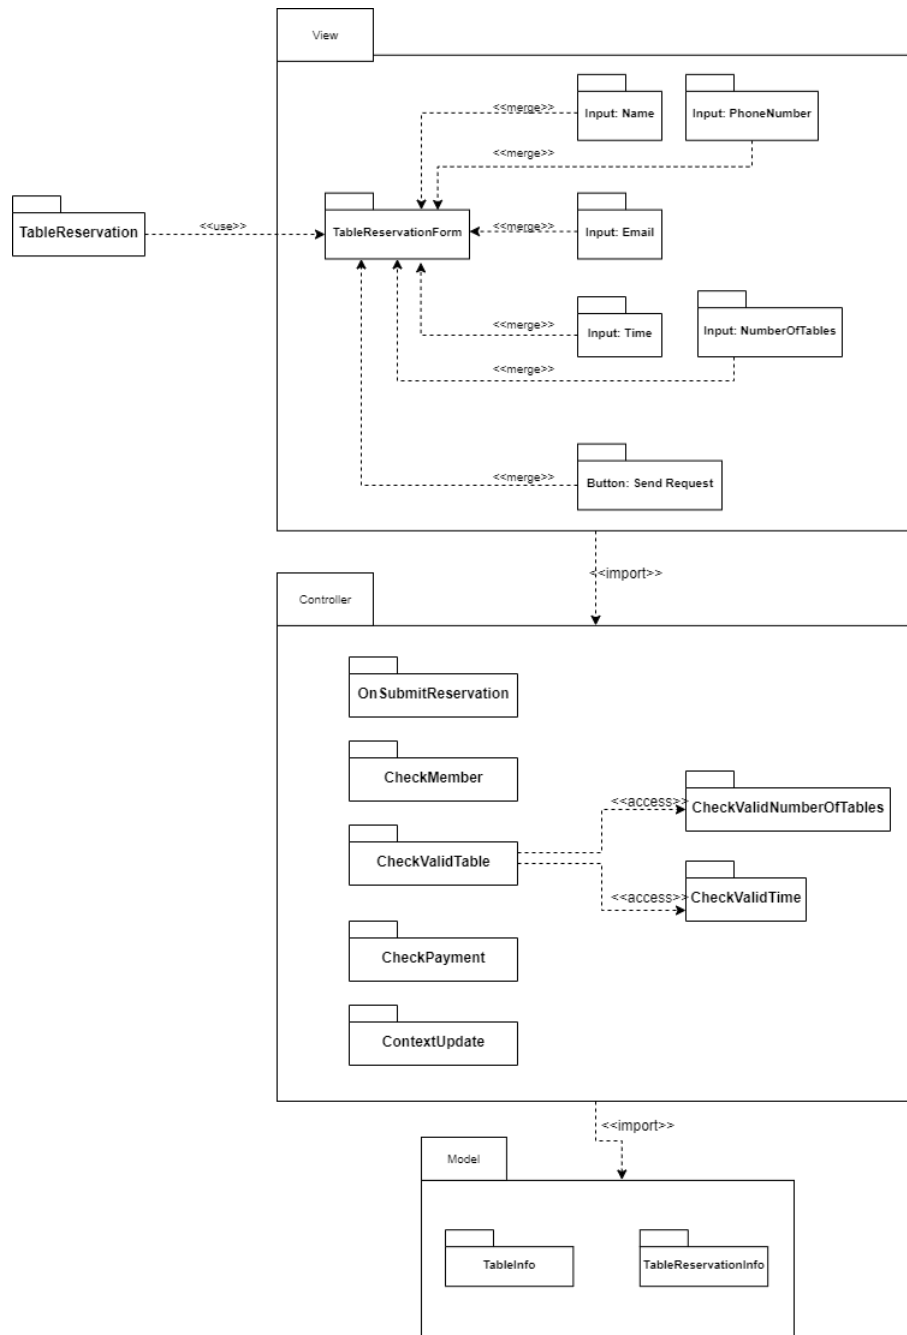 View
<<merge>>
Input: Name
Input: PhoneNumber
<<merge>>
TableReservation
<<use>>
TableReservationForm
<<merge>>
Input: Email
<<merge>>
Input: Time
Input: NumberOfTables
<<merge>>
<<merge>>
Button: Send Request
<<import>>
Controller
OnSubmitReservation
CheckMember
<<access>>
CheckValidNumberOfTables
CheckValidTable
<<access>>
CheckValidTime
CheckPayment
ContextUpdate
<<import>>
Model
TableInfo
TableReservationInfo